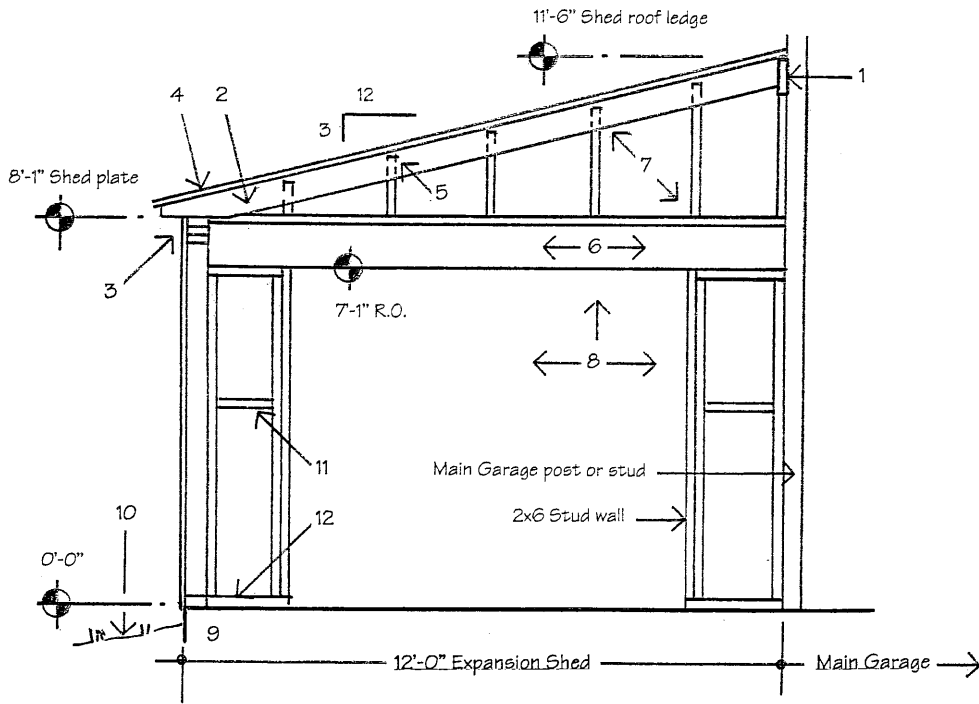 11'-6" Shed roof ledge
1
12
4
2
3
7
8'-1" Shed plate
5
6
3
7'-1" R.O.
8
11
Main Garage post or stud
10
12
2x6 Stud wall
0'-0"
9
12'-0" Expansion Shed
Main Garage